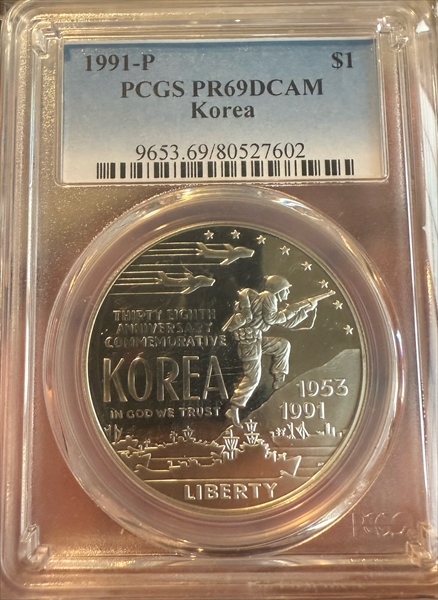 1991-P $1
PCGS PR69DCAM
Korea
9653.69/80527602
THIRTY EIGHTH
ANNIVERSARY
COMMEMORATIVE
KOREA
IN GOD WE TRUST
1953
1991
LIBERTY
PCGS